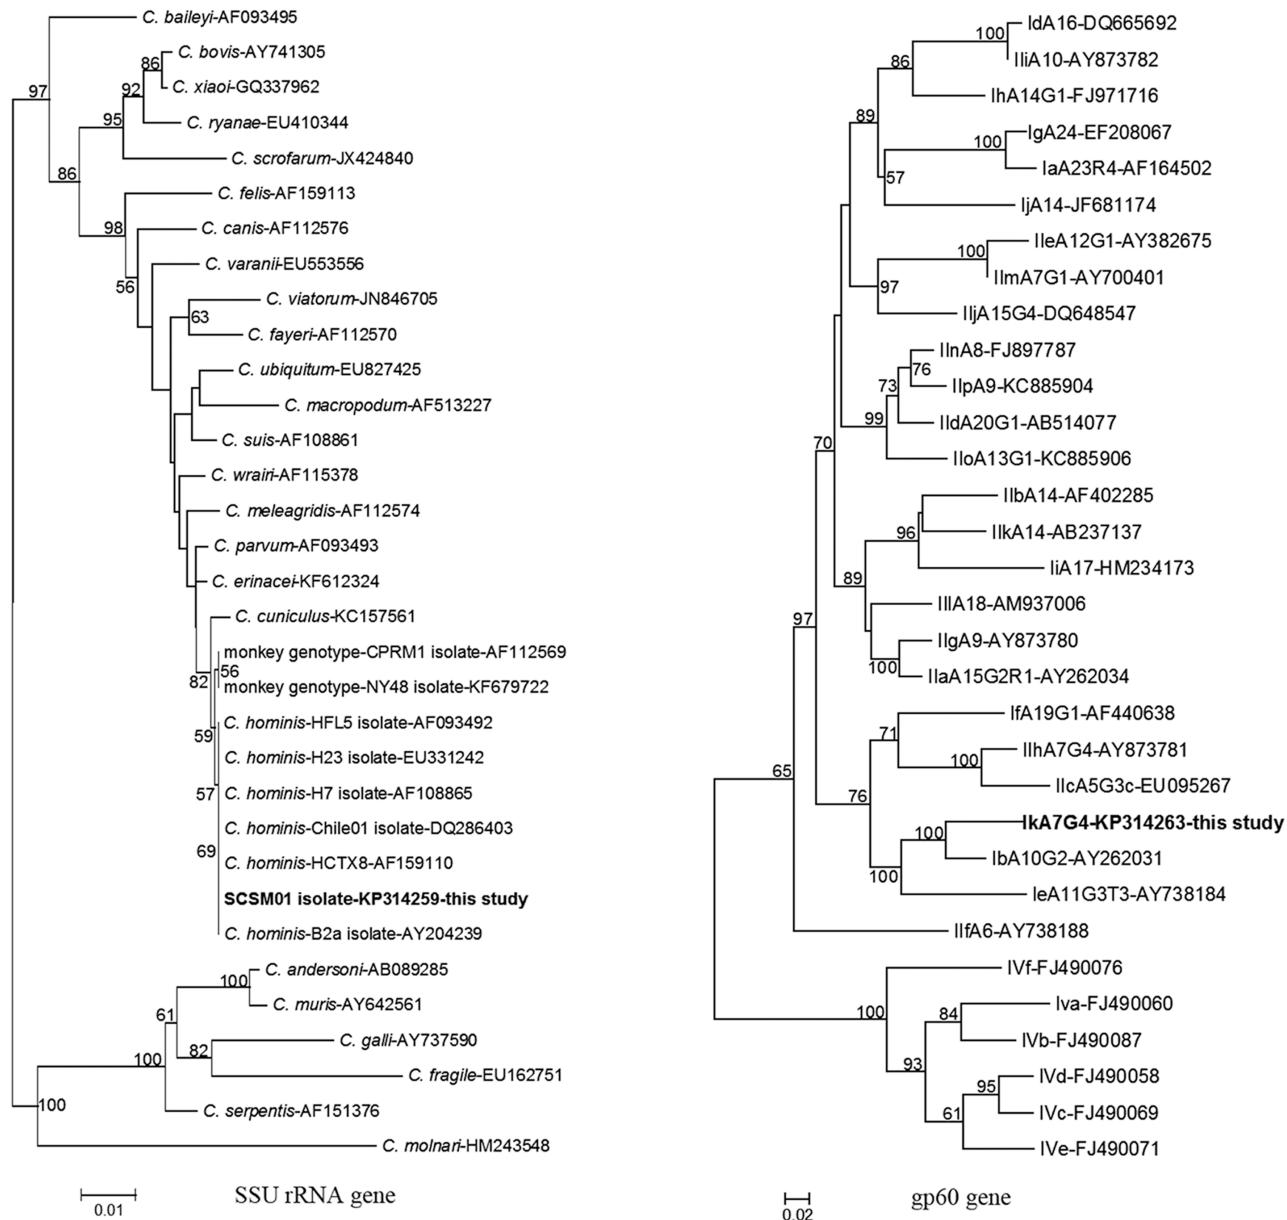 C. baileyi-AF093495
C. bovis-AY741305
86
C. xiaoi-GQ337962
92
97
C. ryanae-EU410344
95
C. scrofarum-JX424840
86
C. felis-AF159113
98
C. canis-AF112576
C. varanii-EU553556
56
C. viatorum-JN846705
63
C. fayeri-AF112570
C. ubiquitum-EU827425
C. macropodum-AF513227
C. suis-AF108861
C. wrairi-AF115378
C. meleagridis-AF112574
C. parvum-AF093493
C. erinacei-KF612324
C. cuniculus-KC157561
monkey genotype-CPRM1 isolate-AF112569
56
82
monkey genotype-NY48 isolate-KF679722
C. hominis-HFL5 isolate-AF093492
59
C. hominis-H23 isolate-EU331242
57
C. hominis-H7 isolate-AF108865
C. hominis-Chile01 isolate-DQ286403
69
C. hominis-HCTX8-AF159110
SCSM01 isolate-KP314259-this study
C. hominis-B2a isolate-AY204239
C. andersoni-AB089285
100
C. muris-AY642561
61
C. galli-AY737590
82
100
C. fragile-EU162751
100
C. serpentis-AF151376
C. molnari-HM243548
0.01
SSU rRNA gene
IdA16-DQ665692
100
IIiA10-AY873782
86
IhA14G1-FJ971716
89
IgA24-EF208067
100
IaA23R4-AF164502
57
IjA14-JF681174
IIeA12G1-AY382675
100
IImA7G1-AY700401
97
IIjA15G4-DQ648547
IInA8-FJ897787
76
73
IIpA9-KC885904
99
IIdA20G1-AB514077
70
IIoA13G1-KC885906
IIbA14-AF402285
96
IIkA14-AB237137
IiA17-HM234173
89
IIlA18-AM937006
97
IIgA9-AY873780
100
IIaA15G2R1-AY262034
IfA19G1-AF440638
71
IIhA7G4-AY873781
100
IIcA5G3c-EU095267
65
76
IkA7G4-KP314263-this study
100
IbA10G2-AY262031
100
IeA11G3T3-AY738184
IIfA6-AY738188
IVf-FJ490076
100
Iva-FJ490060
84
IVb-FJ490087
93
IVd-FJ490058
95
IVc-FJ490069
61
IVe-FJ490071
0.02
gp60 gene